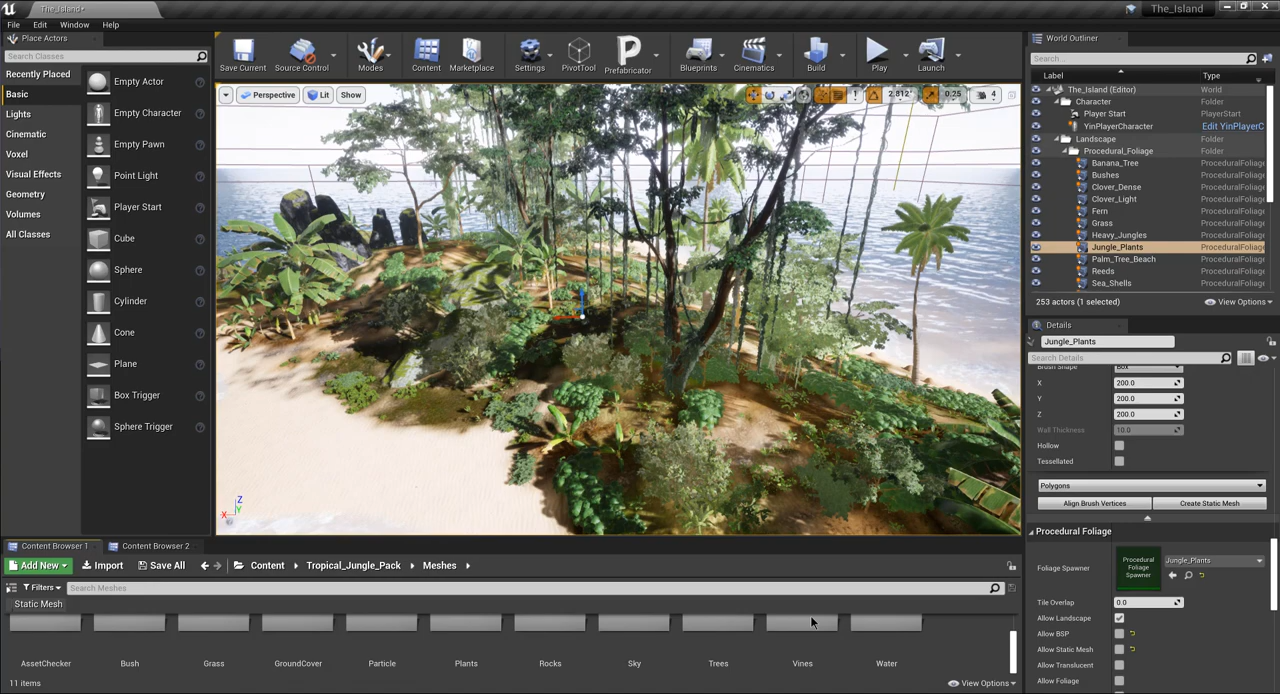 The_Island•
The_Island
File Edit Window Help
Place Actors
Search Classes
Recently Placed
Basic
Lights
Cinematic
Voxel
Visual Effects
Geometry
Volumes
All Classes
Empty Actor
Empty Character
Empty Pawn
Point Light
Player Start
Cube
Sphere
Cylinder
Cone
Plane
Box Trigger
Sphere Trigger
Save Current Source Control Modes Content Marketplace Settings PivotTool Prefabricator Blueprints Cinematics Build Play Launch
Perspective Lit Show
2.812° 0.25 4
Z
Y
X
World Outliner
Search...
Label Type
The_Island (Editor) World
Character Folder
Player Start PlayerStart
YinPlayerCharacter Edit YinPlayerC
Landscape Folder
Procedural_Foliage Folder
Banana_Tree ProceduralFoliage
Bushes ProceduralFoliage
Clover_Dense ProceduralFoliage
Clover_Light ProceduralFoliage
Fern ProceduralFoliage
Grass ProceduralFoliage
Heavy_Jungles ProceduralFoliage
Jungle_Plants ProceduralFoliage
Palm_Tree_Beach ProceduralFoliage
Reeds ProceduralFoliage
Sea_Shells ProceduralFoliage
253 actors (1 selected) View Options
Details
Jungle_Plants
Search Details
Brush Shape Box
X 200.0
Y 200.0
Z 200.0
Wall Thickness 10.0
Hollow
Tessellated
Polygons
Align Brush Vertices Create Static Mesh
Procedural Foliage
Foliage Spawner
Procedural
Foliage
Spawner
Jungle_Plants
Tile Overlap 0.0
Allow Landscape
Allow BSP
Allow Static Mesh
Allow Translucent
Allow Foliage
Content Browser 1 Content Browser 2
Add New Import Save All Content Tropical_Jungle_Pack Meshes
Filters Search Meshes
Static Mesh
AssetChecker Bush Grass GroundCover Particle Plants Rocks Sky Trees Vines Water
11 items View Options